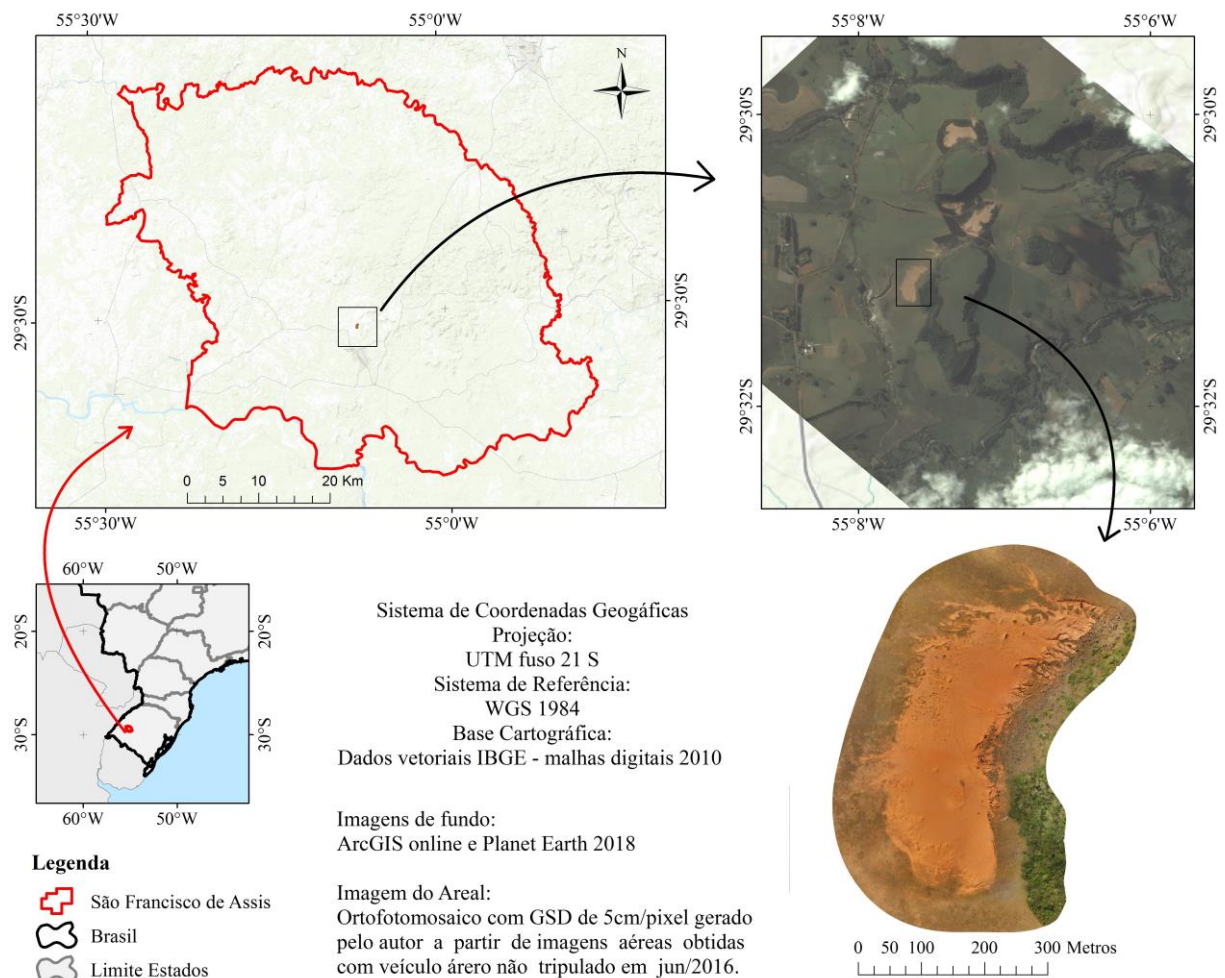 55°30'W
55°0'W
55°8'W
55°6'W
N
29°30'S
29°30'S
29°30'S
29°30'S
29°32'S
29°32'S
0 5 10 20 Km
55°30'W
55°0'W
55°8'W
55°6'W
60°W
50°W
20°S
20°S
30°S
30°S
60°W
50°W
Sistema de Coordenadas Geogáficas
Projeção:
UTM fuso 21 S
Sistema de Referência:
WGS 1984
Base Cartográfica:
Dados vetoriais IBGE - malhas digitais 2010
Imagens de fundo:
ArcGIS online e Planet Earth 2018
Imagem do Areal:
Ortofotomosaico com GSD de 5cm/pixel gerado
pelo autor a partir de imagens aéreas obtidas
com veículo árero não tripulado em jun/2016.
Legenda
São Francisco de Assis
Brasil
Limite Estados
0 50 100 200 300 Metros